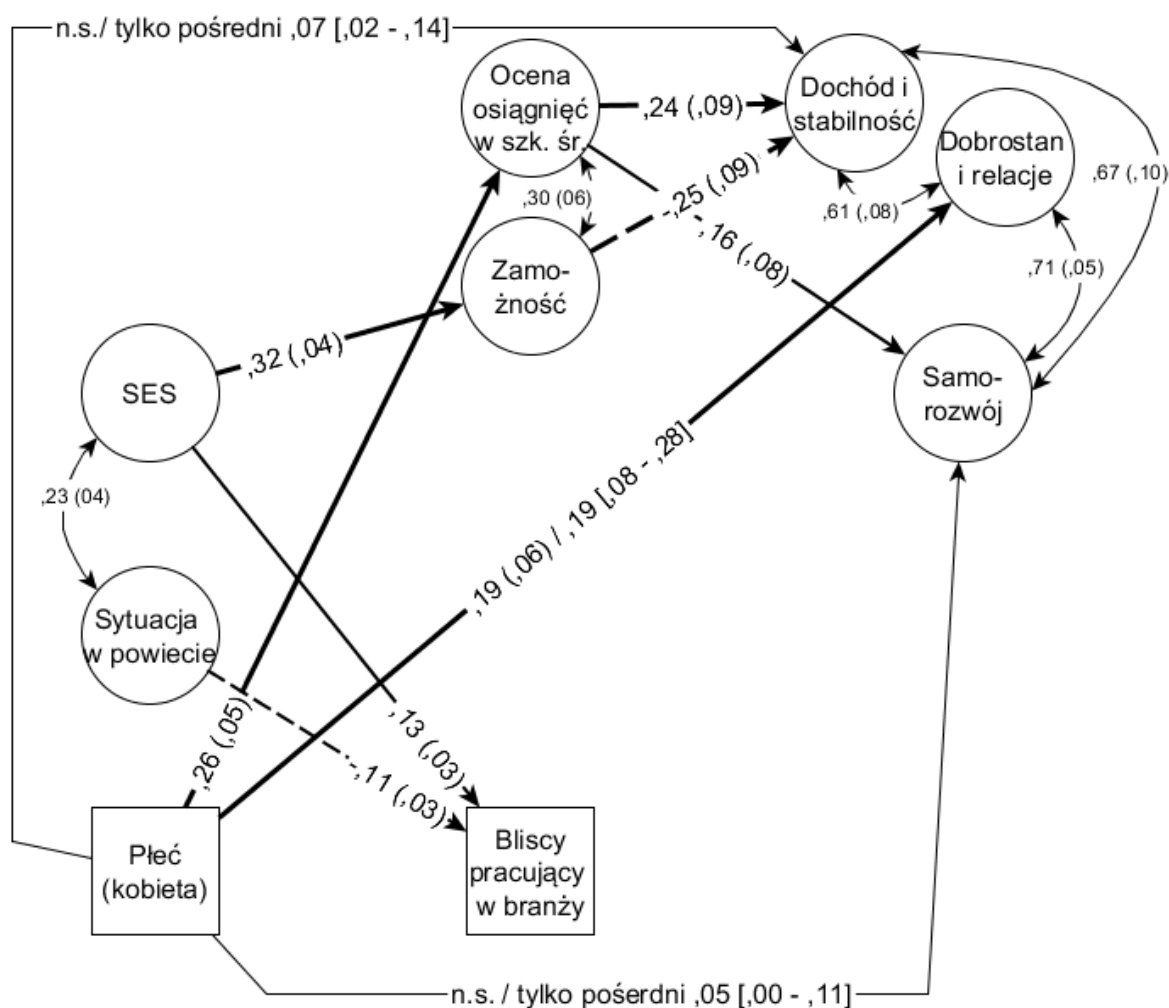 n.s./ tylko pośredni ,07 [,02 - ,14]
Ocena
osiągnięć
w szk. śr.
Dochód i
stabilność
Dobrostan
i relacje
,24 (,09)
,67 (,10)
,30 (06)
-,25 (,09)
,61 (,08)
,16 (,08)
Zamo-
żność
,71 (,05)
,32 (,04)
SES
Samo-
rozwój
,23 (04)
,19 (,06) / ,19 [,08 - ,28]
Sytuacja
w powiecie
,26 (,05)
,13 (,03)
-,11 (,03)
Płeć
(kobieta)
Bliscy
pracujący
w branży
n.s. / tylko pośerdni ,05 [,00 - ,11]